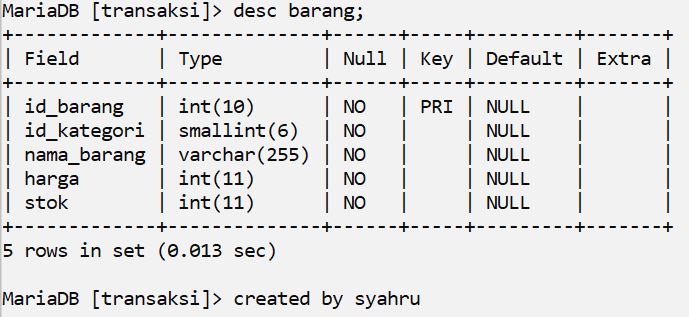 MariaDB [transaksi]> desc barang;
+-------------+--------------+------+-----+---------+-------+
| Field       | Type         | Null | Key | Default | Extra |
+-------------+--------------+------+-----+---------+-------+
| id_barang   | int(10)      | NO   | PRI | NULL    |       |
| id_kategori | smallint(6)  | NO   |     | NULL    |       |
| nama_barang | varchar(255) | NO   |     | NULL    |       |
| harga       | int(11)      | NO   |     | NULL    |       |
| stok        | int(11)      | NO   |     | NULL    |       |
+-------------+--------------+------+-----+---------+-------+
5 rows in set (0.013 sec)
MariaDB [transaksi]> created by syahru